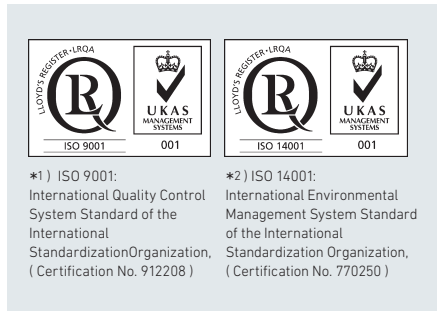 LLOYD'S REGISTER•LRQA
LRQ
ISO 9001
UKAS
MANAGEMENT
SYSTEMS
001
LLOYD'S REGISTER•LRQA
LRQ
ISO 14001
UKAS
MANAGEMENT
SYSTEMS
001
*1 ) ISO 9001:
International Quality Control
System Standard of the
International
StandardizationOrganization,
( Certification No. 912208 )
*2 ) ISO 14001:
International Environmental
Management System Standard
of the International
Standardization Organization,
( Certification No. 770250 )